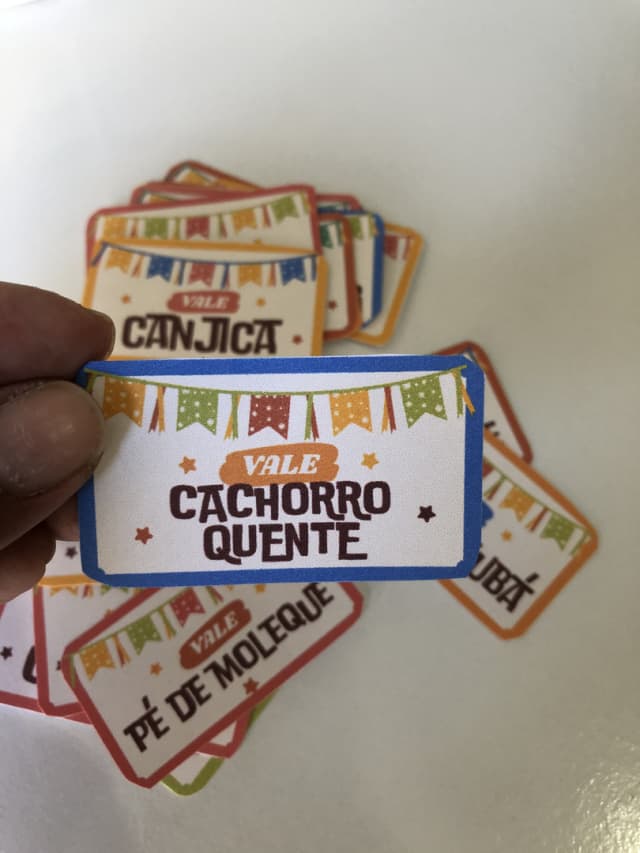 VALE
CANJICA
VALE
CACHORRO
QUENTE
VALE
PÉ DE MOLEQUE
UBÁ